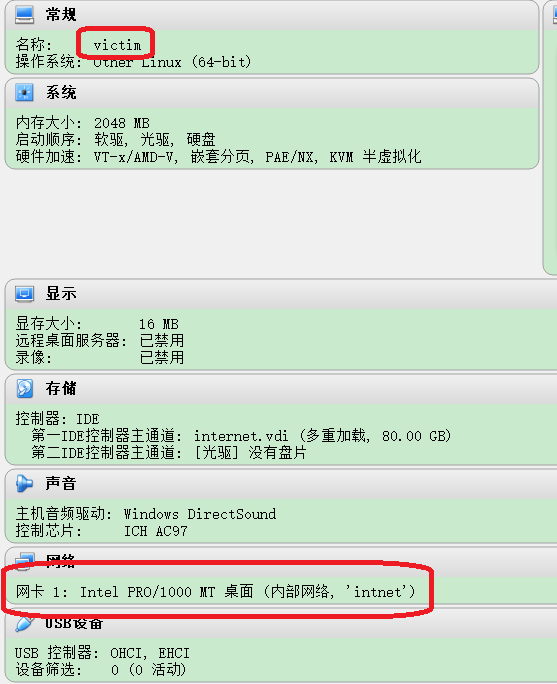 常规
名称: victim
操作系统: Other Linux (64-bit)
系统
内存大小: 2048 MB
启动顺序: 软驱, 光驱, 硬盘
硬件加速: VT-x/AMD-V, 嵌套分页, PAE/NX, KVM 半虚拟化
显示
显存大小: 16 MB
远程桌面服务器: 已禁用
录像: 已禁用
存储
控制器: IDE
第一IDE控制器主通道: internet.vdi (多重加载, 80.00 GB)
第二IDE控制器主通道: [光驱] 没有盘片
声音
主机音频驱动: Windows DirectSound
控制芯片: ICH AC97
网络
网卡 1: Intel PRO/1000 MT 桌面 (内部网络, 'intnet')
USB设备
USB 控制器: OHCI, EHCI
设备筛选: 0 (0 活动)